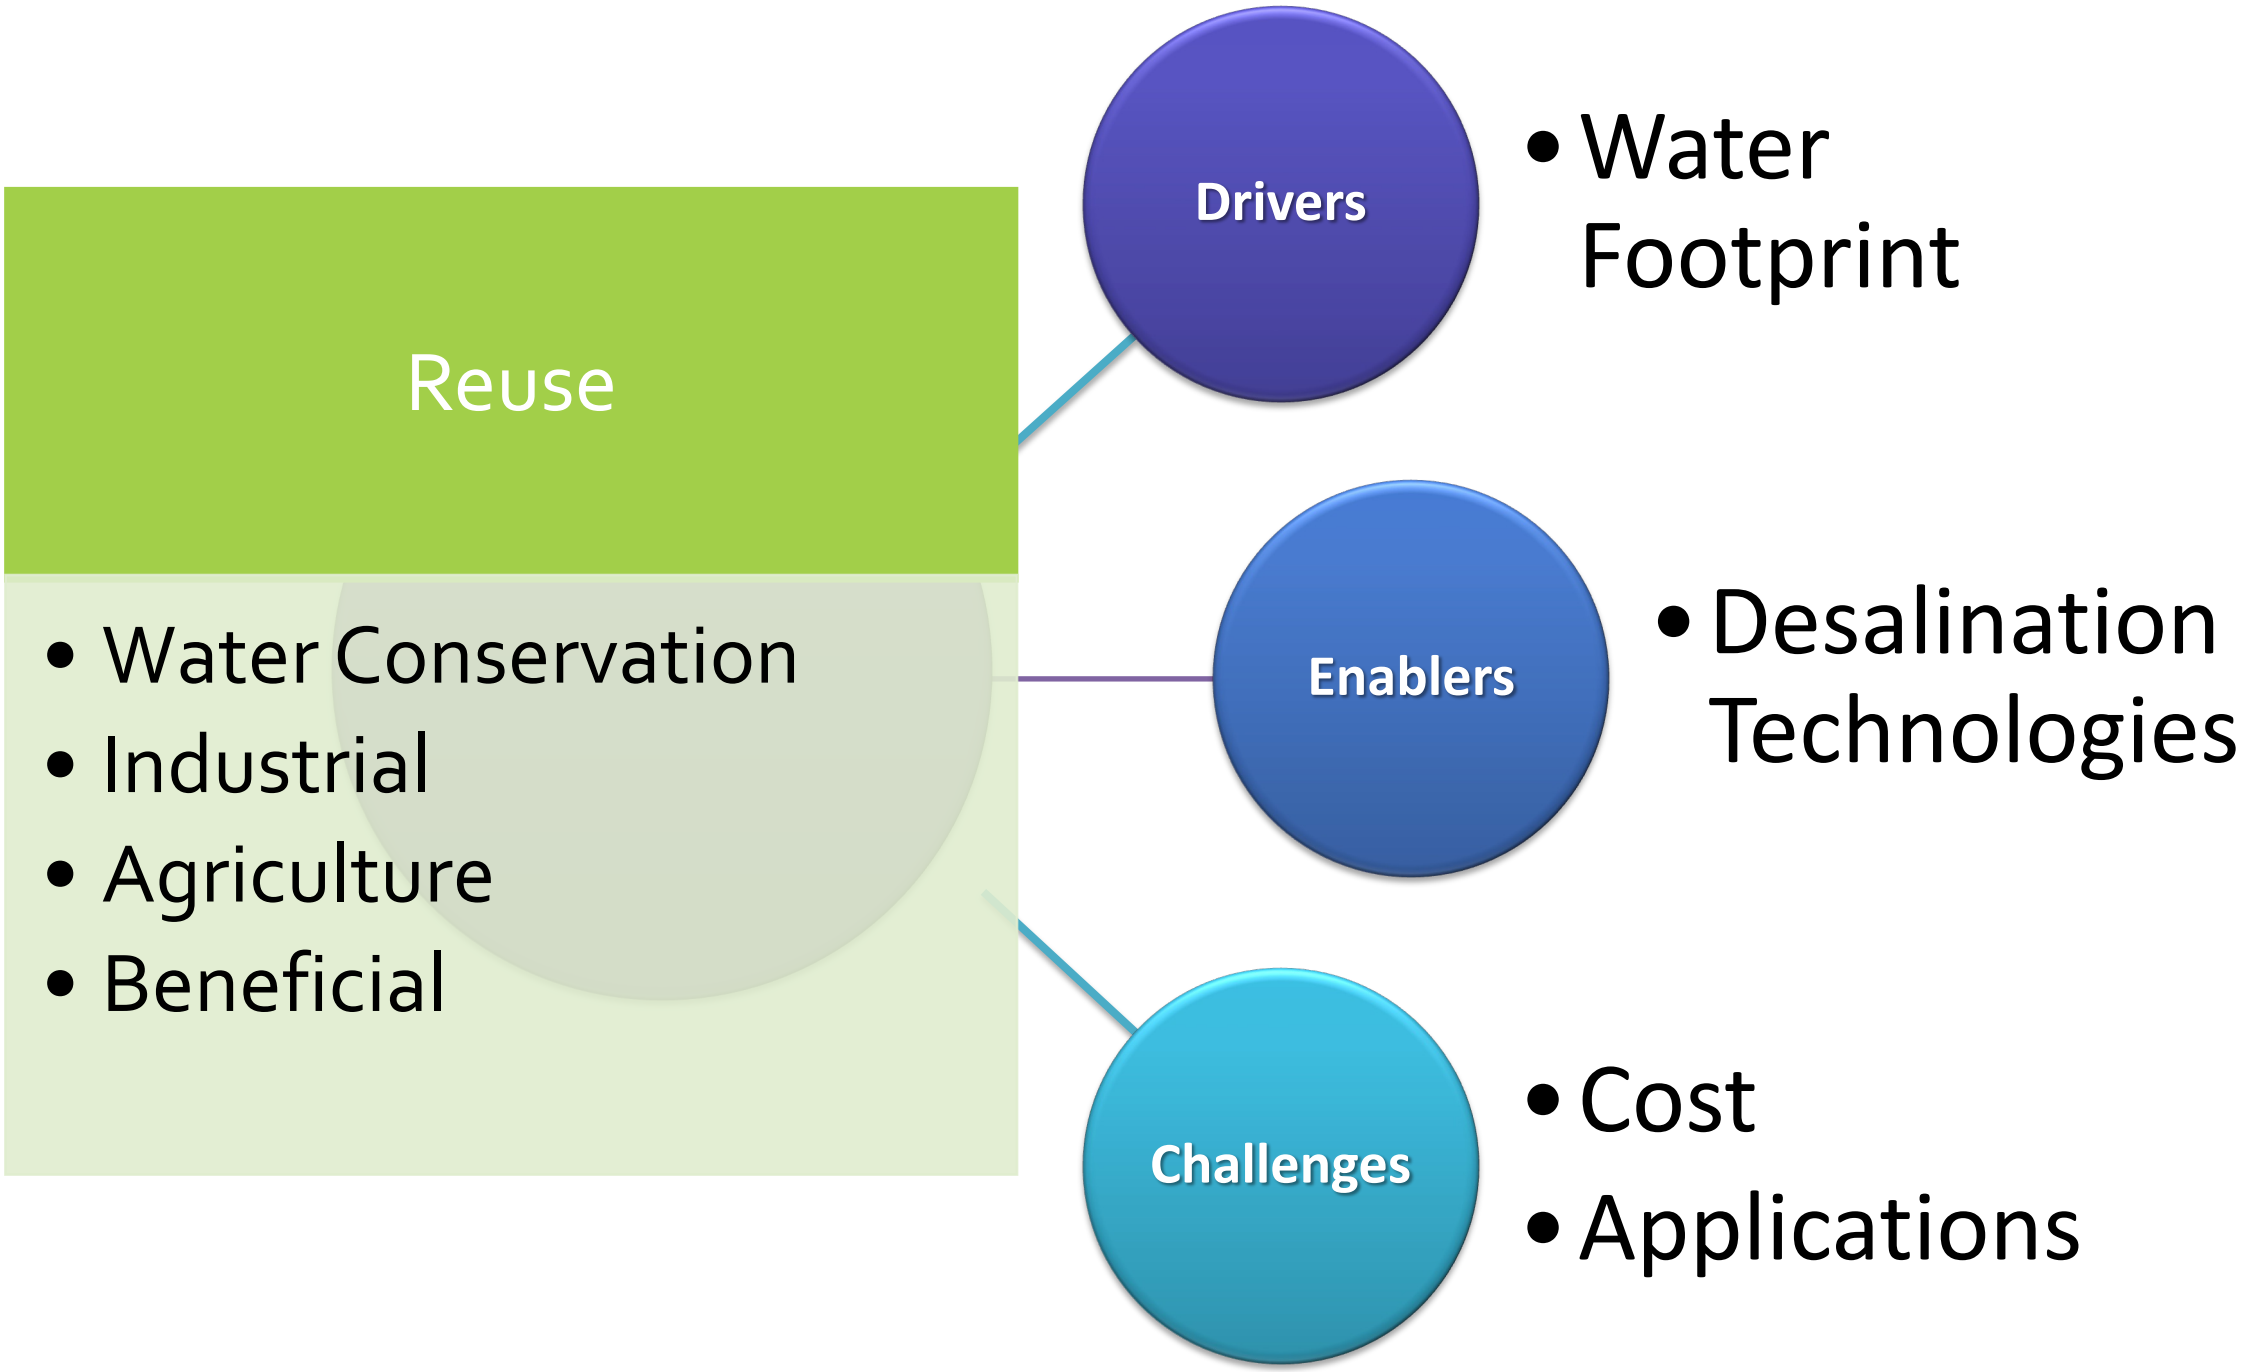 Reuse
• Water Conservation
• Industrial
• Agriculture
• Beneficial
Drivers
• Water
Footprint
Enablers
• Desalination
Technologies
Challenges
• Cost
• Applications